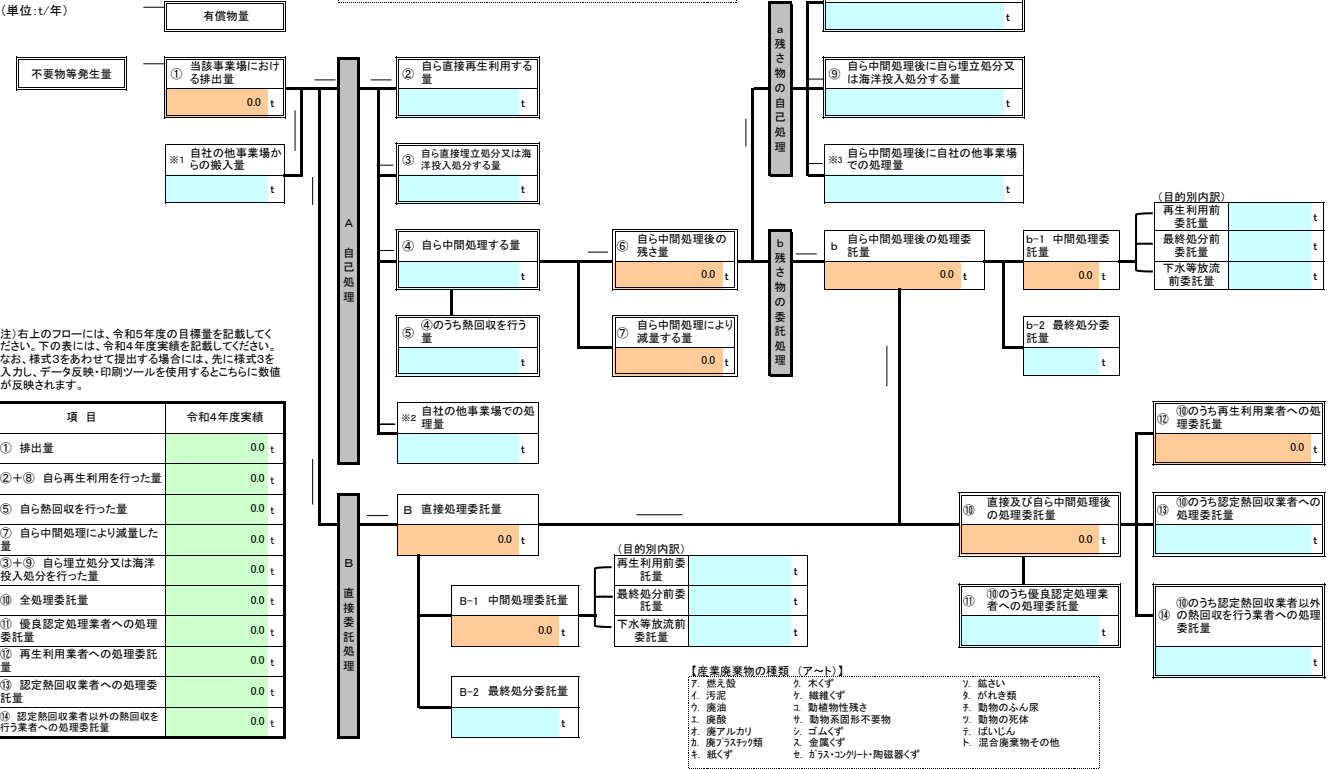 (単位:t/年)
有償物量
t
不要物等発生量
① 当該事業場におけ
る排出量
0.0 t
※1 自社の他事業場か
らの搬入量
t
A 自己処理
② 自ら直接再生利用する
量
t
③ 自ら直接埋立処分又は海
洋投入処分する量
t
④ 自ら中間処理する量
t
⑤ ④のうち熱回収を行う
量
t
※2 自社の他事業場での処
理量
t
⑥ 自ら中間処理後の
残さ量
0.0 t
⑦ 自ら中間処理により
減量する量
0.0 t
a 残さ物の自己処理
⑨ 自ら中間処理後に自ら埋立処分又
は海洋投入処分する量
t
※3 自ら中間処理後に自社の他事業場
での処理量
t
b 残さ物の委託処理
b 自ら中間処理後の処理委
託量
0.0 t
b-1 中間処理委
託量
0.0 t
b-2 最終処分委
託量
t
(目的別内訳)
再生利用前
委託量
t
最終処分前
委託量
t
下水等放流
前委託量
t
注)右上のフローには、令和5年度の目標量を記載してく
ださい。下の表には、令和4年度実績を記載してください。
なお、様式3をあわせて提出する場合には、先に様式3を
入力し、データ反映・印刷ツールを使用するとこちらに数値
が反映されます。
項 目 令和4年度実績
① 排出量 0.0 t
②+⑧ 自ら再生利用を行った量 0.0 t
⑤ 自ら熱回収を行った量 0.0 t
⑦ 自ら中間処理により減量した
量 0.0 t
③+⑨ 自ら埋立処分又は海洋
投入処分を行った量 0.0 t
⑩ 全処理委託量 0.0 t
⑪ 優良認定処理業者への処理
委託量 0.0 t
⑫ 再生利用業者への処理委託
量 0.0 t
⑬ 認定熱回収業者への処理委
託量 0.0 t
⑭ 認定熱回収業者以外の熱回収を
行う業者への処理委託量 0.0 t
B 直接委託処理
B 直接処理委託量
0.0 t
B-1 中間処理委託量
0.0 t
B-2 最終処分委託量
t
(目的別内訳)
再生利用前委
託量
t
最終処分前委
託量
t
下水等放流前
委託量
t
⑩ 直接及び自ら中間処理後
の処理委託量
0.0 t
⑪ ⑩のうち優良認定処理業
者への処理委託量
t
⑫ ⑩のうち再生利用業者への処
理委託量
0.0 t
⑬ ⑩のうち認定熱回収業者への
処理委託量
t
⑭ ⑩のうち認定熱回収業者以外
の熱回収を行う業者への処理
委託量
t
【産業廃棄物の種類 (ア~ト)】
ア. 燃え殻 ク. 木くず ソ. 鉱さい
イ. 汚泥 ケ. 繊維くず タ. がれき類
ウ. 廃油 コ. 動植物性残さ チ. 動物のふん尿
エ. 廃酸 サ. 動物系固形不要物 ツ. 動物の死体
オ. 廃アルカリ シ. ゴムくず テ. ばいじん
カ. 廃プラスチック類 ス. 金属くず ト. 混合廃棄物その他
キ. 紙くず セ. ガラス・コンクリート・陶磁器くず